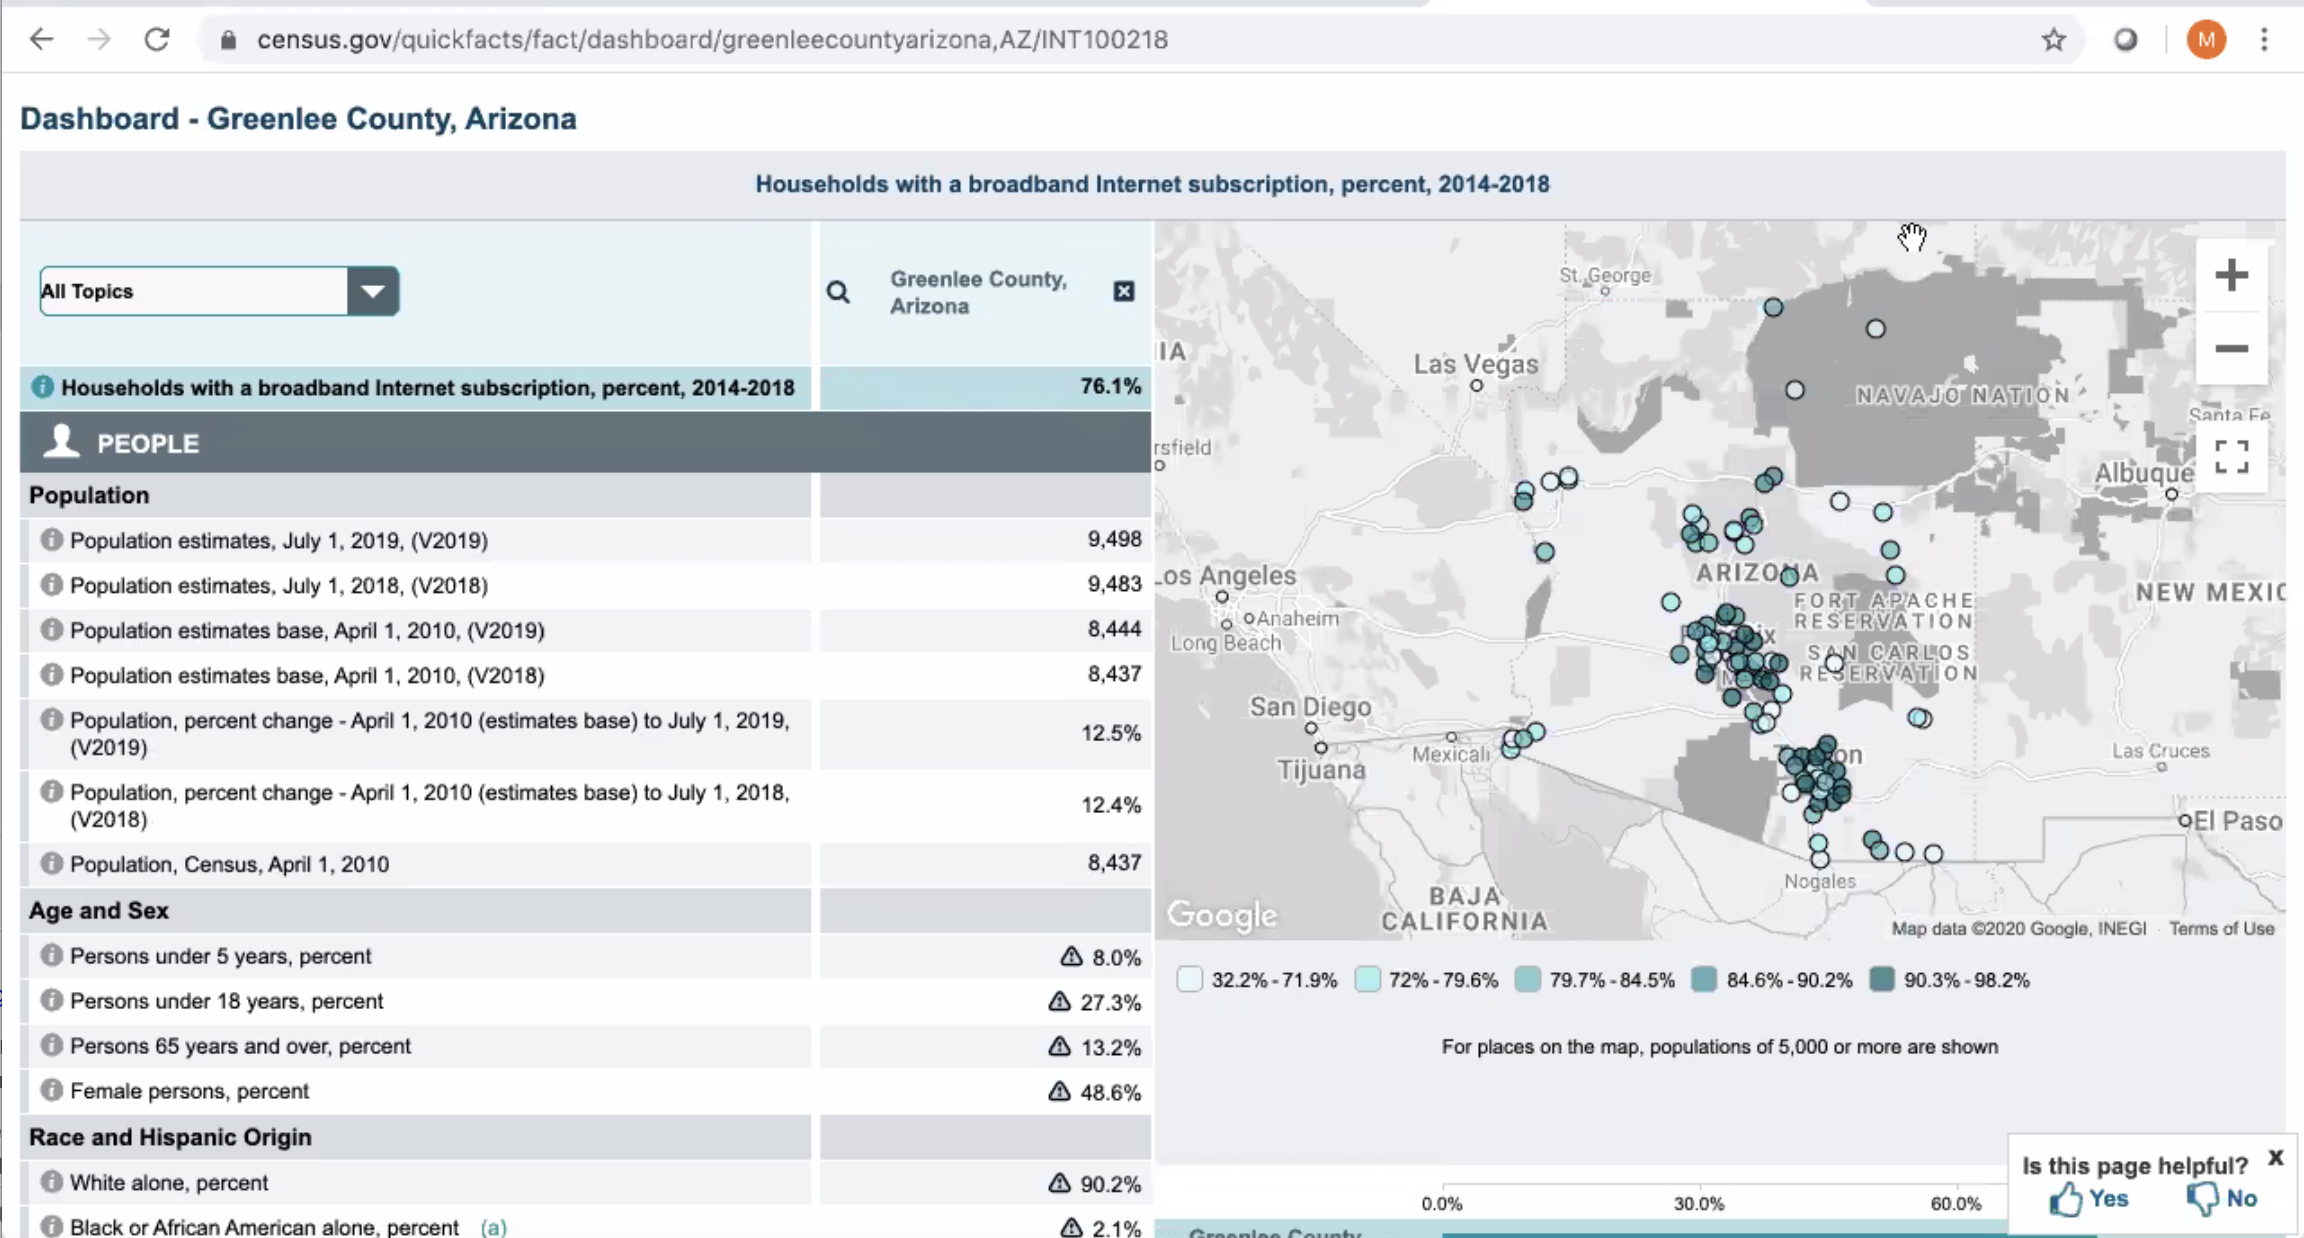 census.gov/quickfacts/fact/dashboard/greenleecountyarizona,AZ/INT100218
M
Dashboard - Greenlee County, Arizona
Households with a broadband Internet subscription, percent, 2014-2018
All Topics
Greenlee County,
Arizona
Households with a broadband Internet subscription, percent, 2014-2018 76.1%
PEOPLE
Population
Population estimates, July 1, 2019, (V2019) 9,498
Population estimates, July 1, 2018, (V2018) 9,483
Population estimates base, April 1, 2010, (V2019) 8,444
Population estimates base, April 1, 2010, (V2018) 8,437
Population, percent change - April 1, 2010 (estimates base) to July 1, 2019,
(V2019) 12.5%
Population, percent change - April 1, 2010 (estimates base) to July 1, 2018,
(V2018) 12.4%
Population, Census, April 1, 2010 8,437
Age and Sex
Persons under 5 years, percent 8.0%
Persons under 18 years, percent 27.3%
Persons 65 years and over, percent 13.2%
Female persons, percent 48.6%
Race and Hispanic Origin
White alone, percent 90.2%
Black or African American alone, percent (a) 2.1%
St. George
IA
Las Vegas
NAVAJO NATION
Santa Fe
rsfield
Albuque
Los Angeles
ARIZONA
NEW MEXIC
Anaheim
FORT APACHE
RESERVATION
Long Beach
SAN CARLOS
RESERVATION
San Diego
Mexicali
Las Cruces
Tijuana
on
El Paso
Nogales
BAJA
CALIFORNIA
Google
Map data ©2020 Google, INEGI
Terms of Use
32.2% - 71.9% 72% - 79.6% 79.7% - 84.5% 84.6% - 90.2% 90.3% - 98.2%
For places on the map, populations of 5,000 or more are shown
Is this page helpful? x
Yes No
0.0% 30.0% 60.0%
Greenlee County